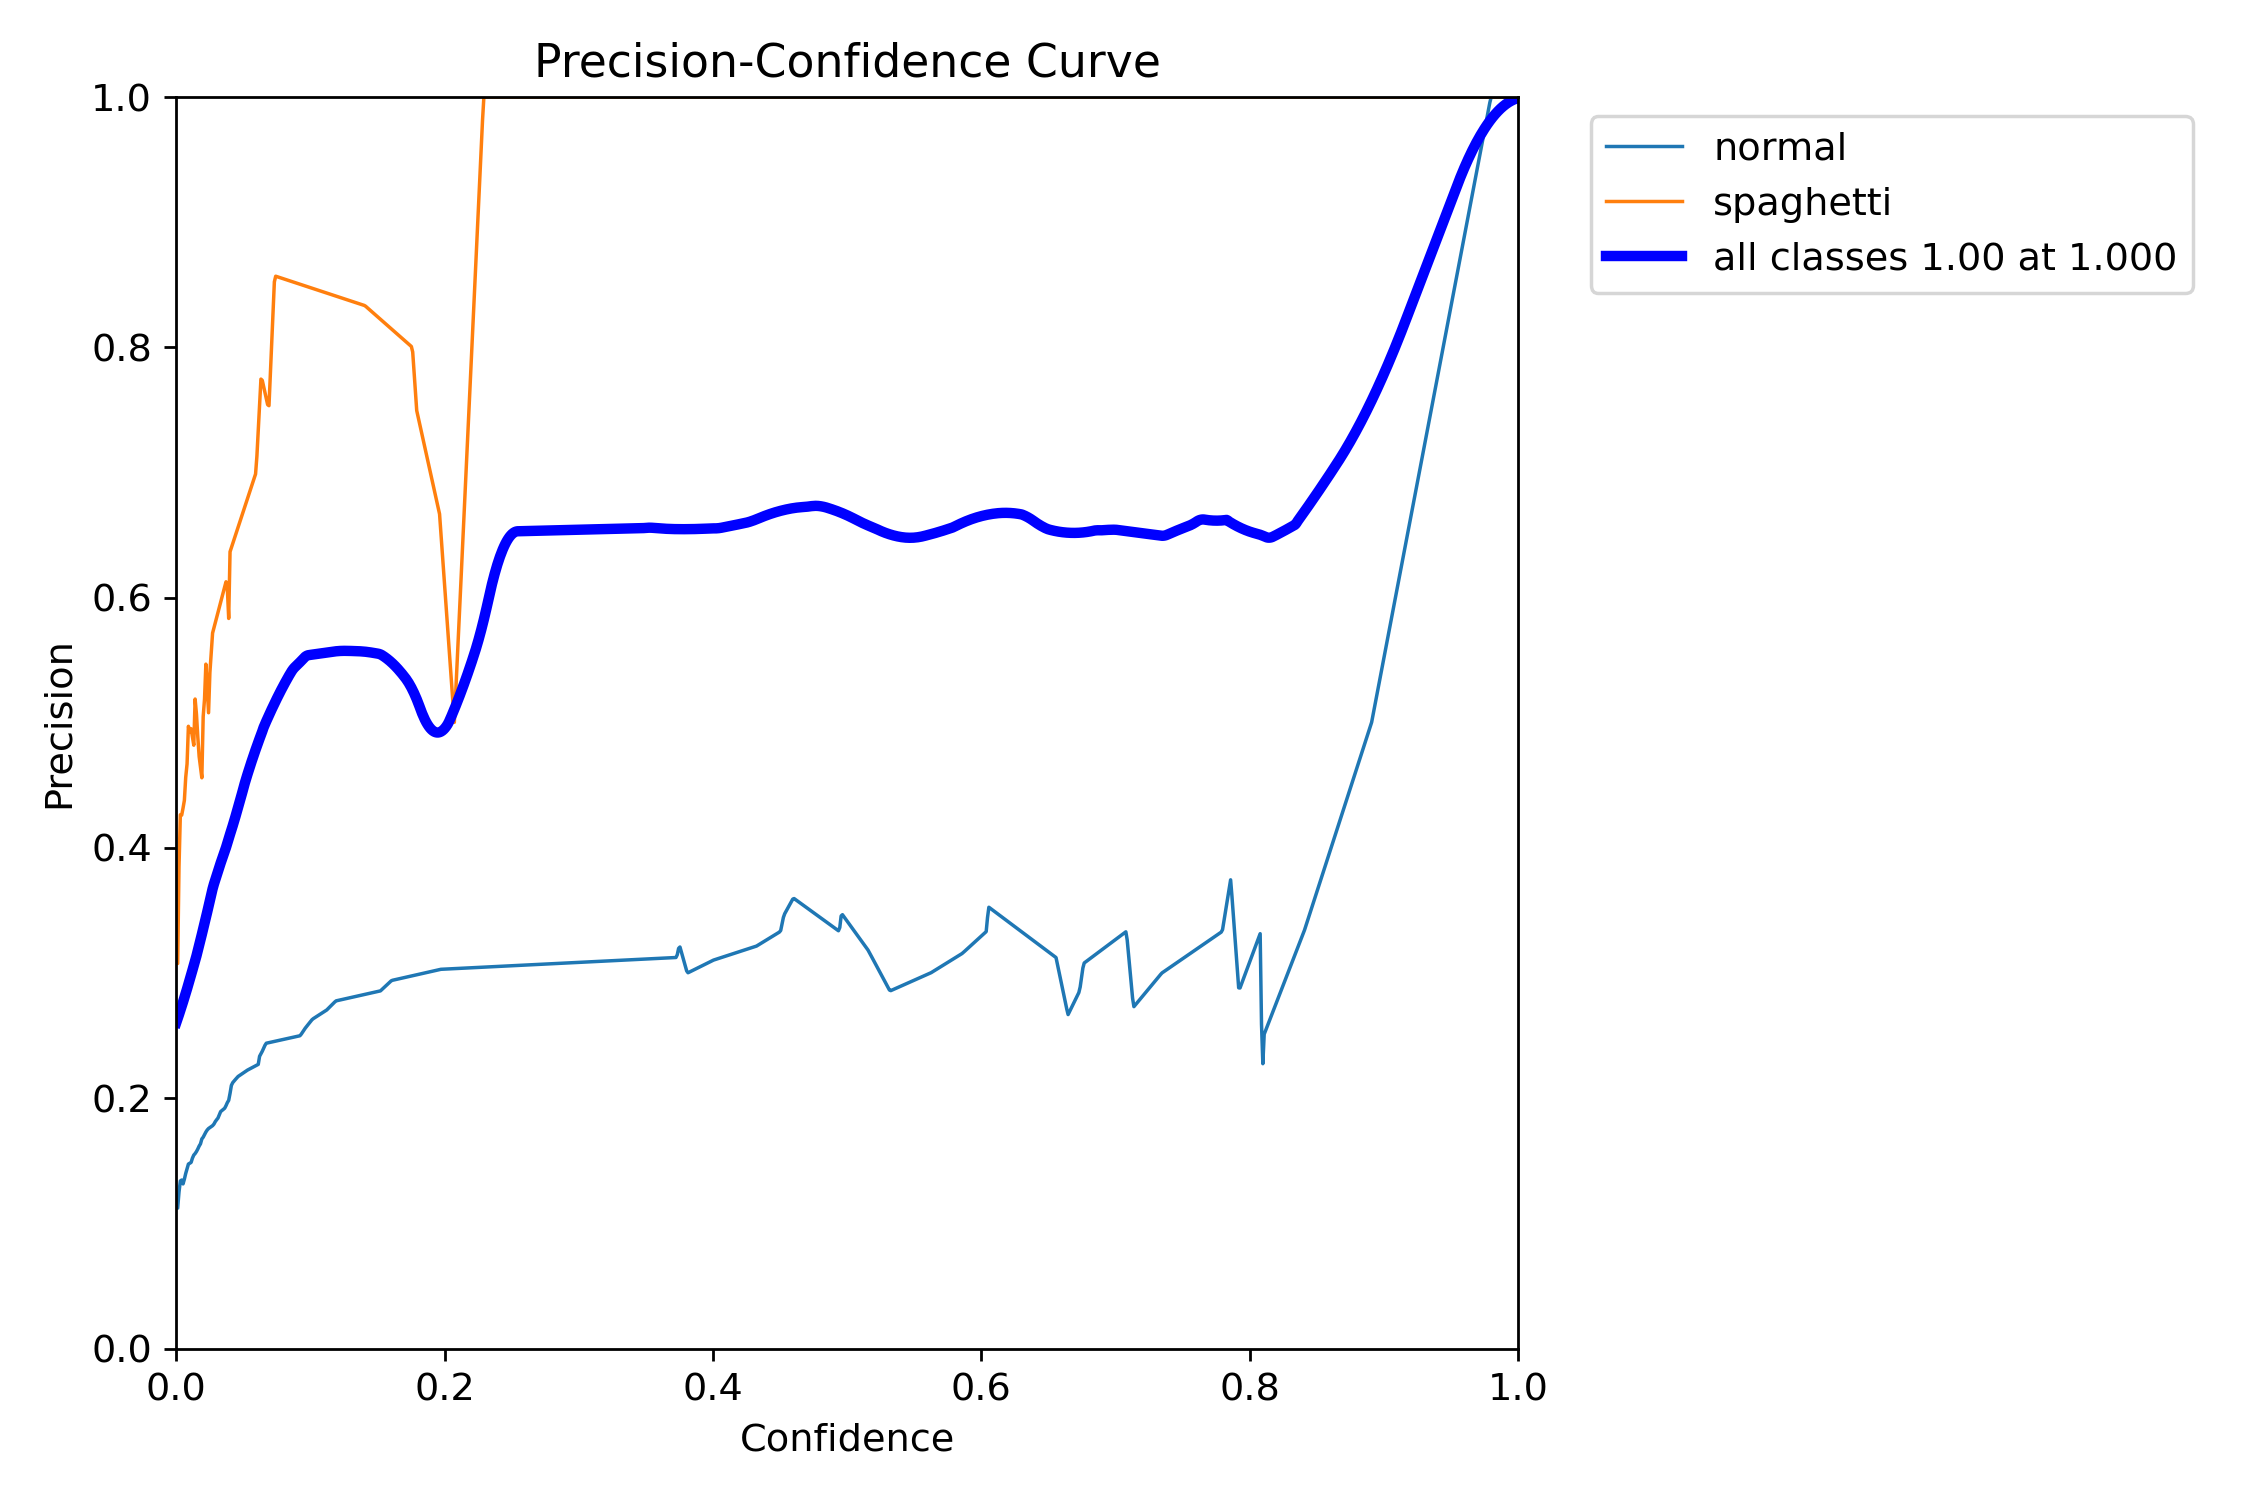 Precision-Confidence Curve
1.0
0.8
0.6
0.4
0.2
0.0
Precision
0.0 0.2 0.4 0.6 0.8 1.0
Confidence
normal
spaghetti
all classes 1.00 at 1.000